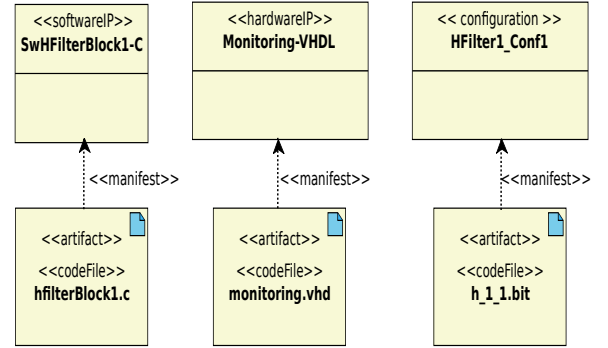 <<softwareIP>>
SwHFilterBlock1-C
<<hardwareIP>>
Monitoring-VHDL
<< configuration >>
HFilter1_Conf1
<<manifest>>
<<manifest>>
<<manifest>>
<<artifact>>
<<codeFile>>
hfilterBlock1.c
<<artifact>>
<<codeFile>>
monitoring.vhd
<<artifact>>
<<codeFile>>
h_1_1.bit